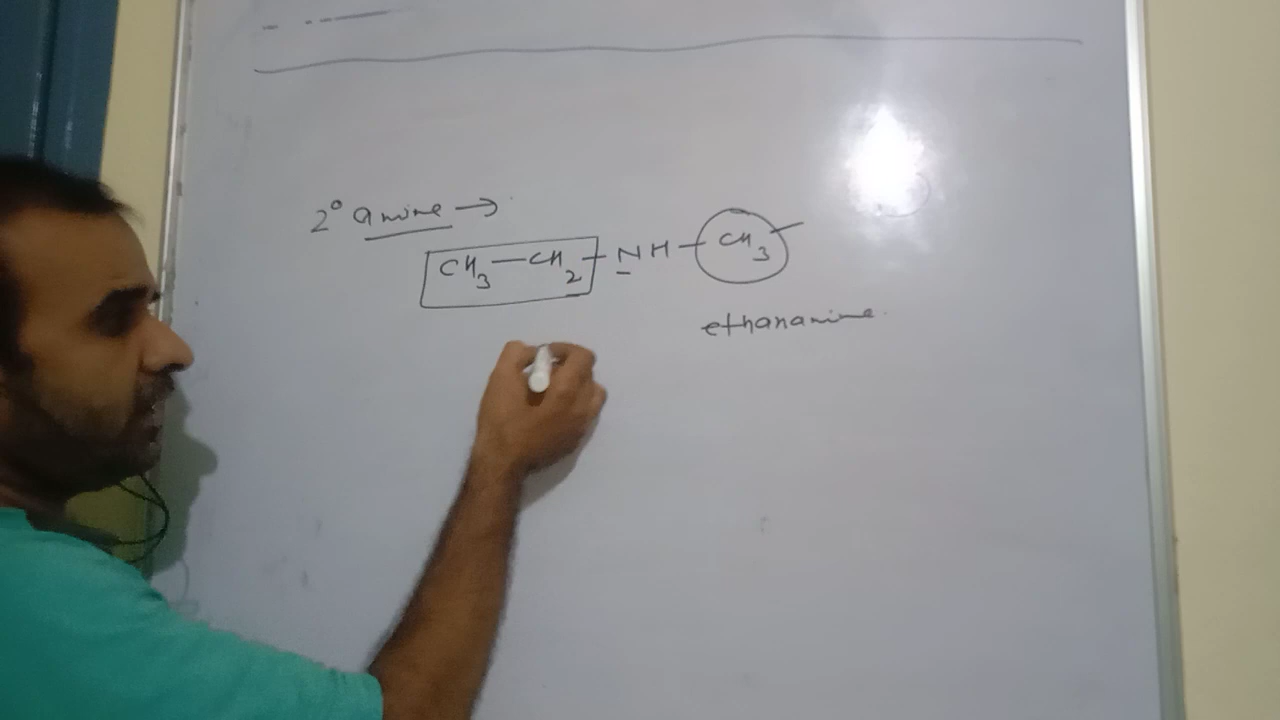 2° amine →
CH3—CH2—NH—CH3
ethanamine